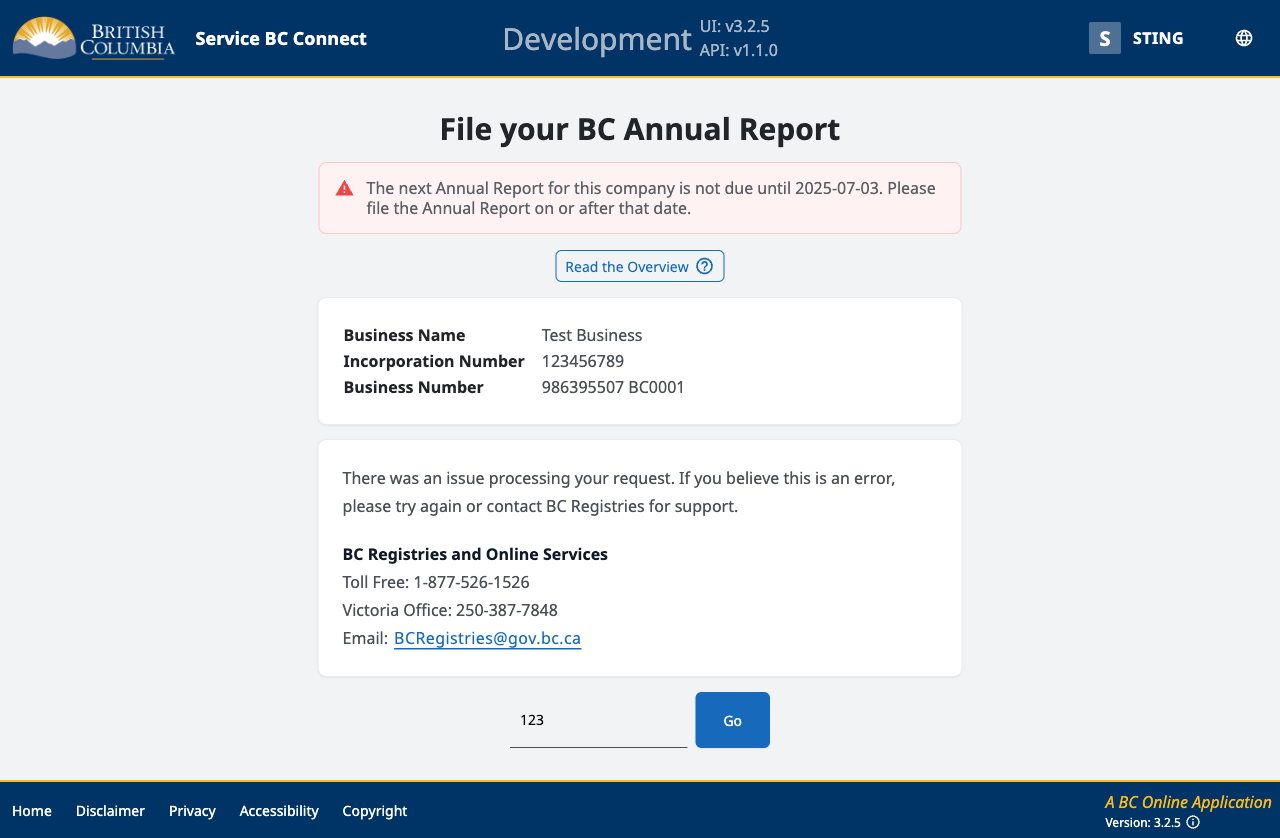 BRITISH
COLUMBIA
Service BC Connect
Development
UI: v3.2.5
API: v1.1.0
S
STING
File your BC Annual Report
The next Annual Report for this company is not due until 2025-07-03. Please
file the Annual Report on or after that date.
Read the Overview
Business Name Test Business
Incorporation Number 123456789
Business Number 986395507 BC0001
There was an issue processing your request. If you believe this is an error,
please try again or contact BC Registries for support.
BC Registries and Online Services
Toll Free: 1-877-526-1526
Victoria Office: 250-387-7848
Email: BCRegistries@gov.bc.ca
123
Go
Home Disclaimer Privacy Accessibility Copyright
A BC Online Application
Version: 3.2.5